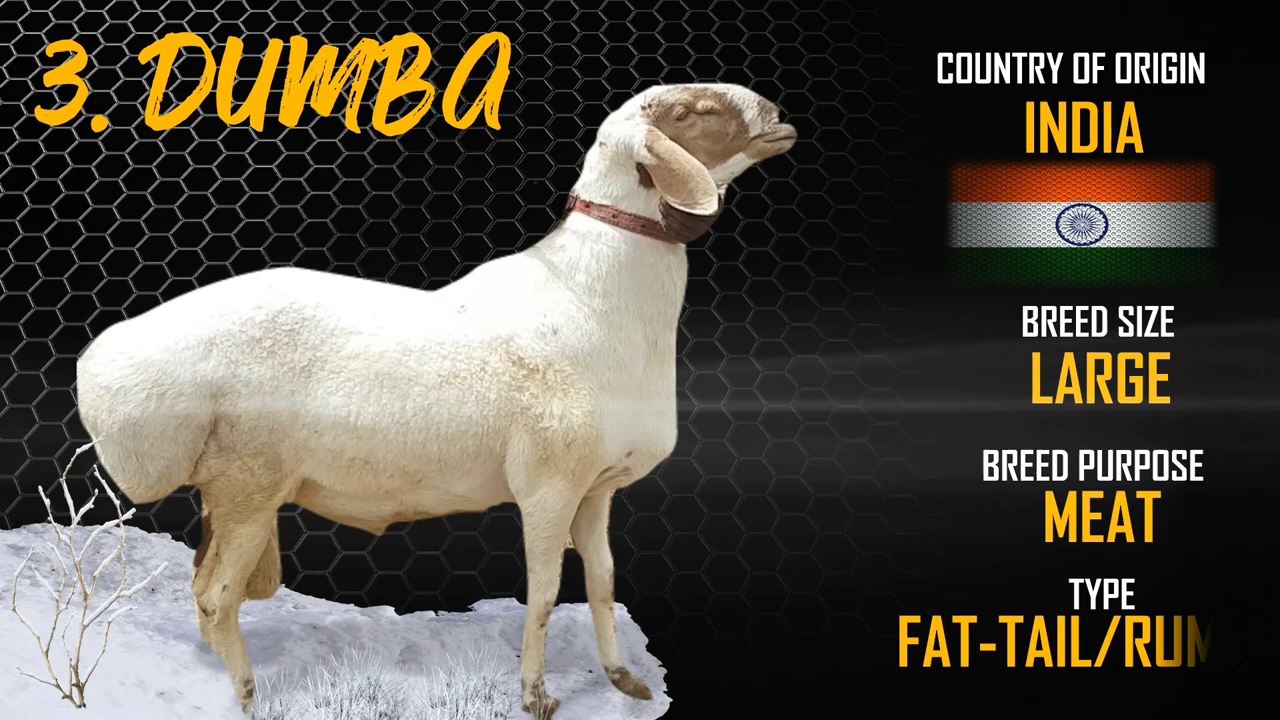 3. DUMBA
COUNTRY OF ORIGIN
INDIA
BREED SIZE
LARGE
BREED PURPOSE
MEAT
TYPE
FAT-TAIL/RUM